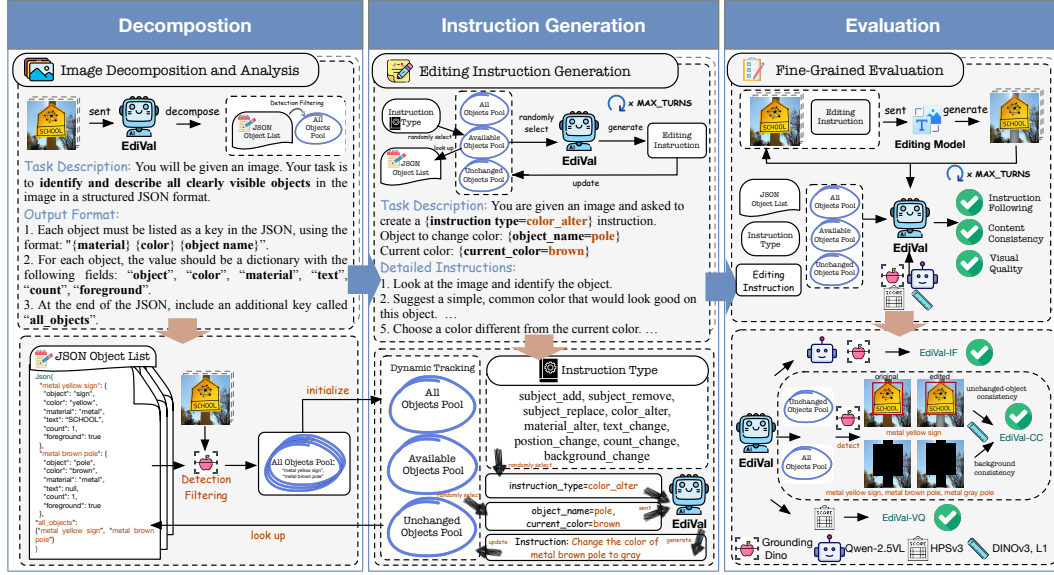 Decompostion
Image Decomposition and Analysis
sent
decompose
Detection Filtering
JSON
Object List
All
Objects
Pool
SCHOOL
AI
EdiVal
Task Description: You will be given an image. Your task is
to identify and describe all clearly visible objects in the
image in a structured JSON format.
Output Format:
1. Each object must be listed as a key in the JSON, using the
format: "{material} {color} {object name}”.
2. For each object, the value should be a dictionary with the
following fields: “object”, “color”, “material”, “text”,
“count”, “foreground”.
3. At the end of the JSON, include an additional key called
“all_objects”.
JSON Object List
Json{
"metal yellow sign": {
"object": "sign",
"color": "yellow",
"material": "metal",
"text": "SCHOOL",
"count": 1,
"foreground": true
},
"metal brown pole": {
"object": "pole",
"color": "brown",
"material": "metal",
"text": null,
"count": 1,
"foreground": true
},
"all_objects":
{"metal yellow sign", "metal brown
pole"}
}
SCHOOL
Detection
Filtering
initialize
All Objects Pool:
"metal yellow sign",
"metal brown pole"
look up
Instruction Generation
Editing Instruction Generation
Instruction
Type
randomly select
look up
JSON
Object List
All
Objects Pool
Available
Objects Pool
Unchanged
Objects Pool
randomly
select
AI
EdiVal
× MAX_TURNS
generate
Editing
Instruction
update
Task Description: You are given an image and asked to
create a {instruction type=color_alter} instruction.
Object to change color: {object_name=pole}
Current color: {current_color=brown}
Detailed Instructions:
1. Look at the image and identify the object.
2. Suggest a simple, common color that would look good on
this object. ...
5. Choose a color different from the current color. ...
Dynamic Tracking
All
Objects Pool
Available
Objects Pool
Unchanged
Objects Pool
Instruction Type
subject_add, subject_remove,
subject_replace, color_alter,
material_alter, text_change,
postion_change, count_change,
background_change
randomly select
instruction_type=color_alter
randomly select
object_name=pole,
current_color=brown
sent
AI
EdiVal
update
Instruction: Change the color of
metal brown pole to gray
generate
Evaluation
Fine-Grained Evaluation
SCHOOL
Editing
Instruction
sent
Editing Model
generate
SCHOOL
× MAX_TURNS
JSON
Object List
Instruction
Type
Editing
Instruction
All
Objects Pool
Available
Objects Pool
Unchanged
Objects Pool
AI
EdiVal
SCORE
Instruction
Following
Content
Consistency
Visual
Quality
EdiVal-IF
AI
EdiVal
Unchanged
Objects Pool
All
Objects Pool
detect
original
edited
SCHOOL
SCHOOL
metal yellow sign
unchanged-object
consistency
EdiVal-CC
background
consistency
metal yellow sign, metal brown pole, metal gray pole
SCORE
EdiVal-VQ
Grounding
Dino
Qwen-2.5VL
SCORE
HPSv3
DINOv3, L1